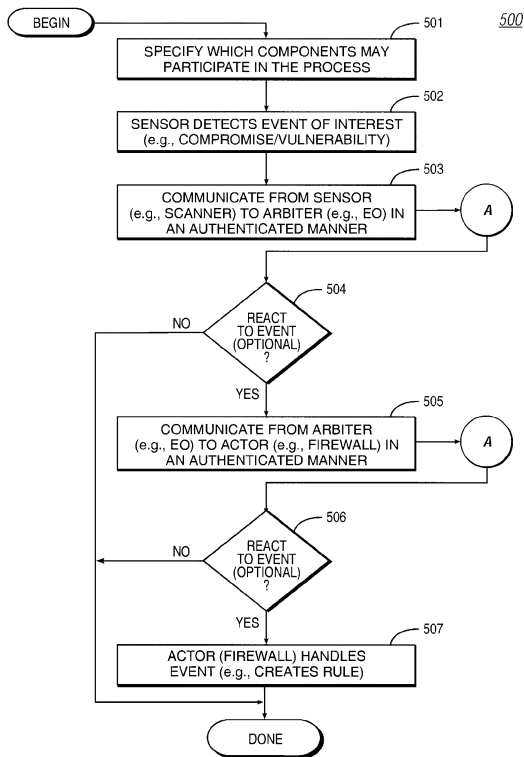 BEGIN
500
501
SPECIFY WHICH COMPONENTS MAY
PARTICIPATE IN THE PROCESS
502
SENSOR DETECTS EVENT OF INTEREST
(e.g., COMPROMISE/VULNERABILITY)
503
COMMUNICATE FROM SENSOR
(e.g., SCANNER) TO ARBITER (e.g., EO) IN
AN AUTHENTICATED MANNER
A
504
REACT
TO EVENT
(OPTIONAL)
?
NO
YES
505
COMMUNICATE FROM ARBITER
(e.g., EO) TO ACTOR (e.g., FIREWALL) IN
AN AUTHENTICATED MANNER
A
506
REACT
TO EVENT
(OPTIONAL)
?
NO
YES
507
ACTOR (FIREWALL) HANDLES
EVENT (e.g., CREATES RULE)
DONE